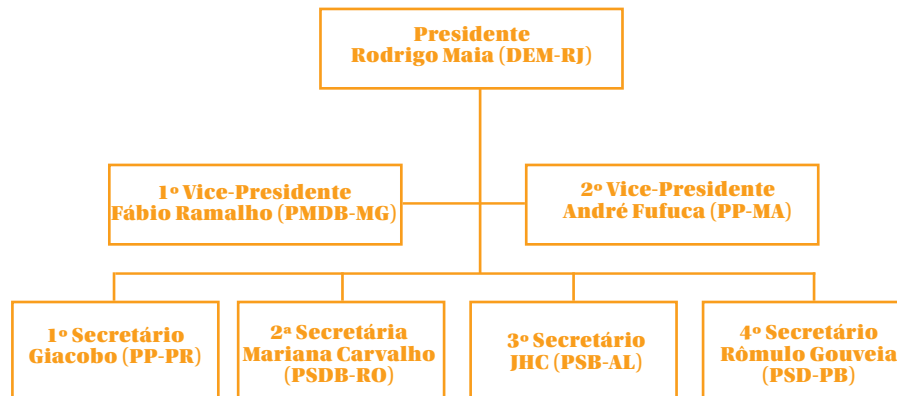 Presidente
Rodrigo Maia (DEM-RJ)
1º Vice-Presidente
Fábio Ramalho (PMDB-MG)
2º Vice-Presidente
André Fufuca (PP-MA)
1º Secretário
Giacobo (PP-PR)
2ª Secretária
Mariana Carvalho
(PSDB-RO)
3º Secretário
JHC (PSB-AL)
4º Secretário
Rômulo Gouveia
(PSD-PB)